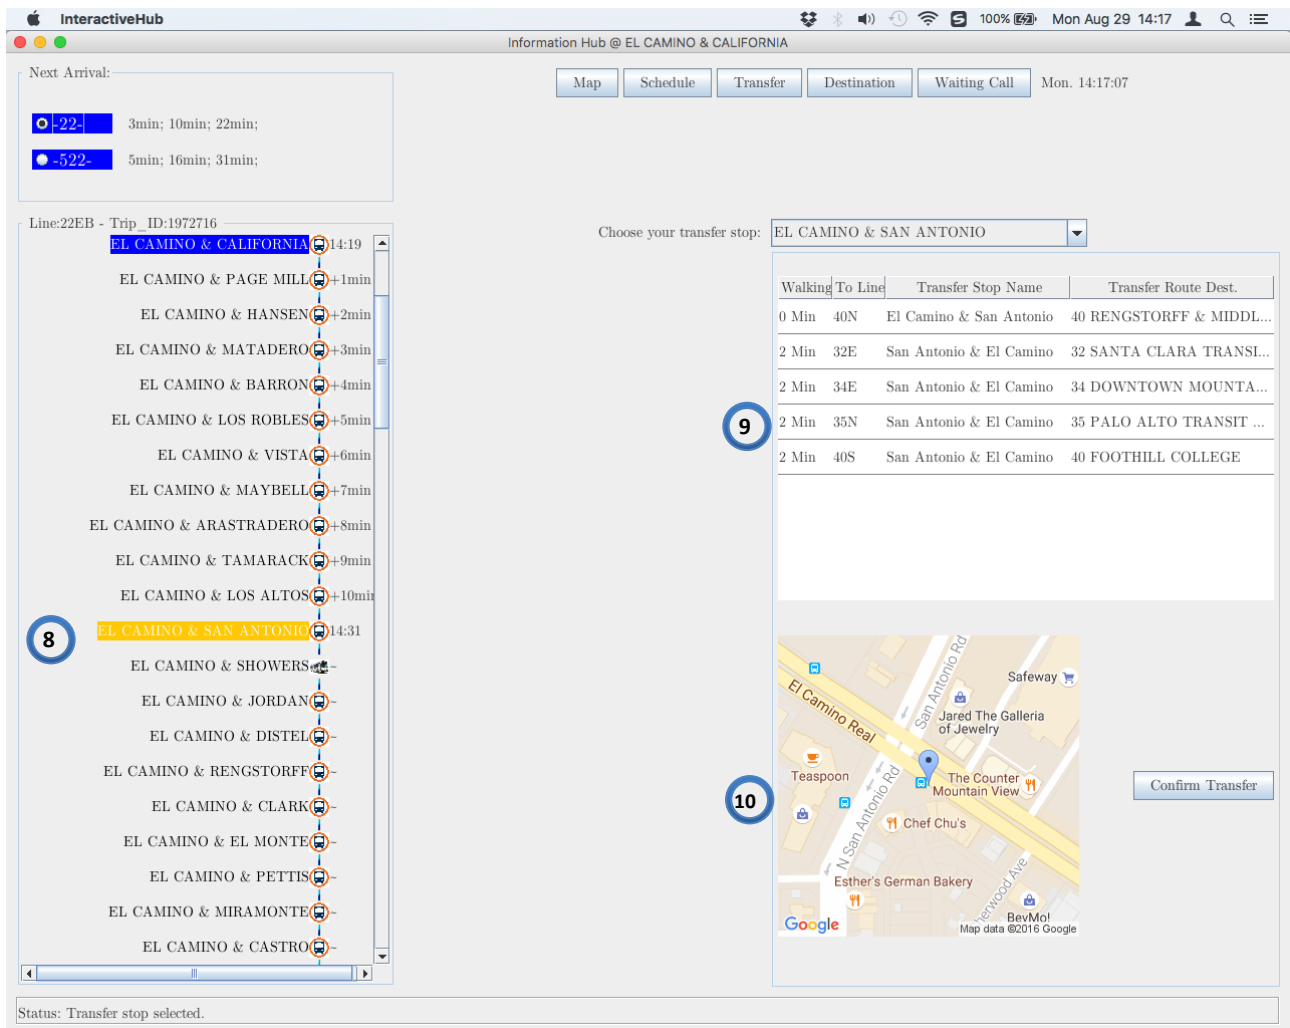 InteractiveHub
100%
Mon Aug 29 14:17
Information Hub @ EL CAMINO & CALIFORNIA
Next Arrival:
-22-
3min; 10min; 22min;
-522-
5min; 16min; 31min;
Map
Schedule
Transfer
Destination
Waiting Call
Mon. 14:17:07
Line:22EB - Trip_ID:1972716
EL CAMINO & CALIFORNIA 14:19
EL CAMINO & PAGE MILL +1min
EL CAMINO & HANSEN +2min
EL CAMINO & MATADERO +3min
EL CAMINO & BARRON +4min
EL CAMINO & LOS ROBLES +5min
EL CAMINO & VISTA +6min
EL CAMINO & MAYBELL +7min
EL CAMINO & ARASTRADERO +8min
EL CAMINO & TAMARACK +9min
EL CAMINO & LOS ALTOS +10min
8
EL CAMINO & SAN ANTONIO 14:31
EL CAMINO & SHOWERS ~
EL CAMINO & JORDAN ~
EL CAMINO & DISTEL ~
EL CAMINO & RENGSTORFF ~
EL CAMINO & CLARK ~
EL CAMINO & EL MONTE ~
EL CAMINO & PETTIS ~
EL CAMINO & MIRAMONTE ~
EL CAMINO & CASTRO ~
Choose your transfer stop: EL CAMINO & SAN ANTONIO
Walking To Line Transfer Stop Name Transfer Route Dest.
0 Min 40N El Camino & San Antonio 40 RENGSTORFF & MIDDL...
2 Min 32E San Antonio & El Camino 32 SANTA CLARA TRANSI...
2 Min 34E San Antonio & El Camino 34 DOWNTOWN MOUNTA...
9
2 Min 35N San Antonio & El Camino 35 PALO ALTO TRANSIT ...
2 Min 40S San Antonio & El Camino 40 FOOTHILL COLLEGE
10
San Antonio Rd
Safeway
El Camino Real
Jared The Galleria
of Jewelry
Teaspoon
The Counter
Mountain View
N San Antonio Rd
Chef Chu's
Esther's German Bakery
BevMo!
Google
Map data ©2016 Google
Confirm Transfer
Status: Transfer stop selected.